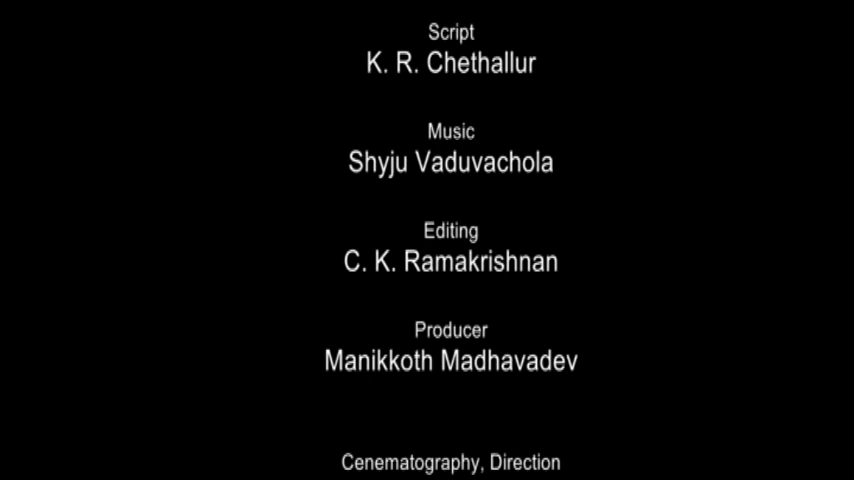 Script
K. R. Chethallur
Music
Shyju Vaduvachola
Editing
C. K. Ramakrishnan
Producer
Manikkoth Madhavadev
Cenematography, Direction